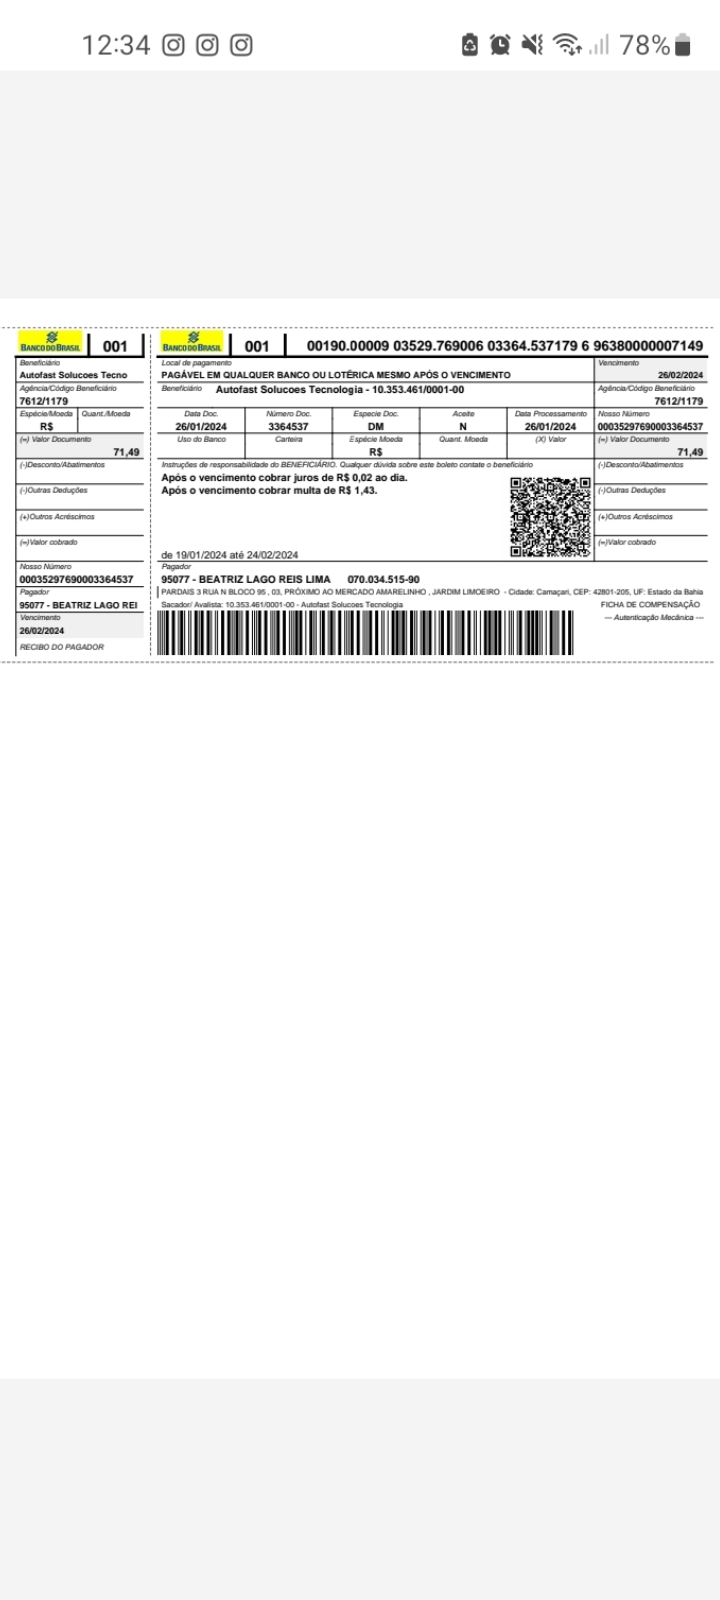 12:34 78%
BANCO DO BRASIL 001
Beneficiário
Autofast Solucoes Tecno
Agência/Código Beneficiário
7612/1179
Espécie/Moeda Quant./Moeda
R$
(=) Valor Documento
71,49
(-)Desconto/Abatimentos
(-)Outras Deduções
(+)Outros Acréscimos
(=)Valor cobrado
Nosso Número
00035297690003364537
Pagador
95077 - BEATRIZ LAGO REI
Vencimento
26/02/2024
RECIBO DO PAGADOR
BANCO DO BRASIL 001 00190.00009 03529.769006 03364.537179 6 96380000007149
Local de pagamento Vencimento
PAGÁVEL EM QUALQUER BANCO OU LOTÉRICA MESMO APÓS O VENCIMENTO 26/02/2024
Beneficiário Autofast Solucoes Tecnologia - 10.353.461/0001-00 Agência/Código Beneficiário
7612/1179
Data Doc. Número Doc. Especie Doc. Aceite Data Processamento Nosso Número
26/01/2024 3364537 DM N 26/01/2024 00035297690003364537
Uso do Banco Carteira Espécie Moeda Quant. Moeda (X) Valor (=) Valor Documento
R$ 71,49
Instruções de responsabilidade do BENEFICIÁRIO. Qualquer dúvida sobre este boleto contate o beneficiário (-)Desconto/Abatimentos
Após o vencimento cobrar juros de R$ 0,02 ao dia.
Após o vencimento cobrar multa de R$ 1,43. (-)Outras Deduções
(+)Outros Acréscimos
(=)Valor cobrado
de 19/01/2024 até 24/02/2024
Pagador
95077 - BEATRIZ LAGO REIS LIMA 070.034.515-90
PARDAIS 3 RUA N BLOCO 95 , 03, PRÓXIMO AO MERCADO AMARELINHO , JARDIM LIMOEIRO - Cidade: Camaçari, CEP: 42801-205, UF: Estado da Bahia
Sacador/ Avalista: 10.353.461/0001-00 - Autofast Solucoes Tecnologia FICHA DE COMPENSAÇÃO
--- Autenticação Mecânica ---